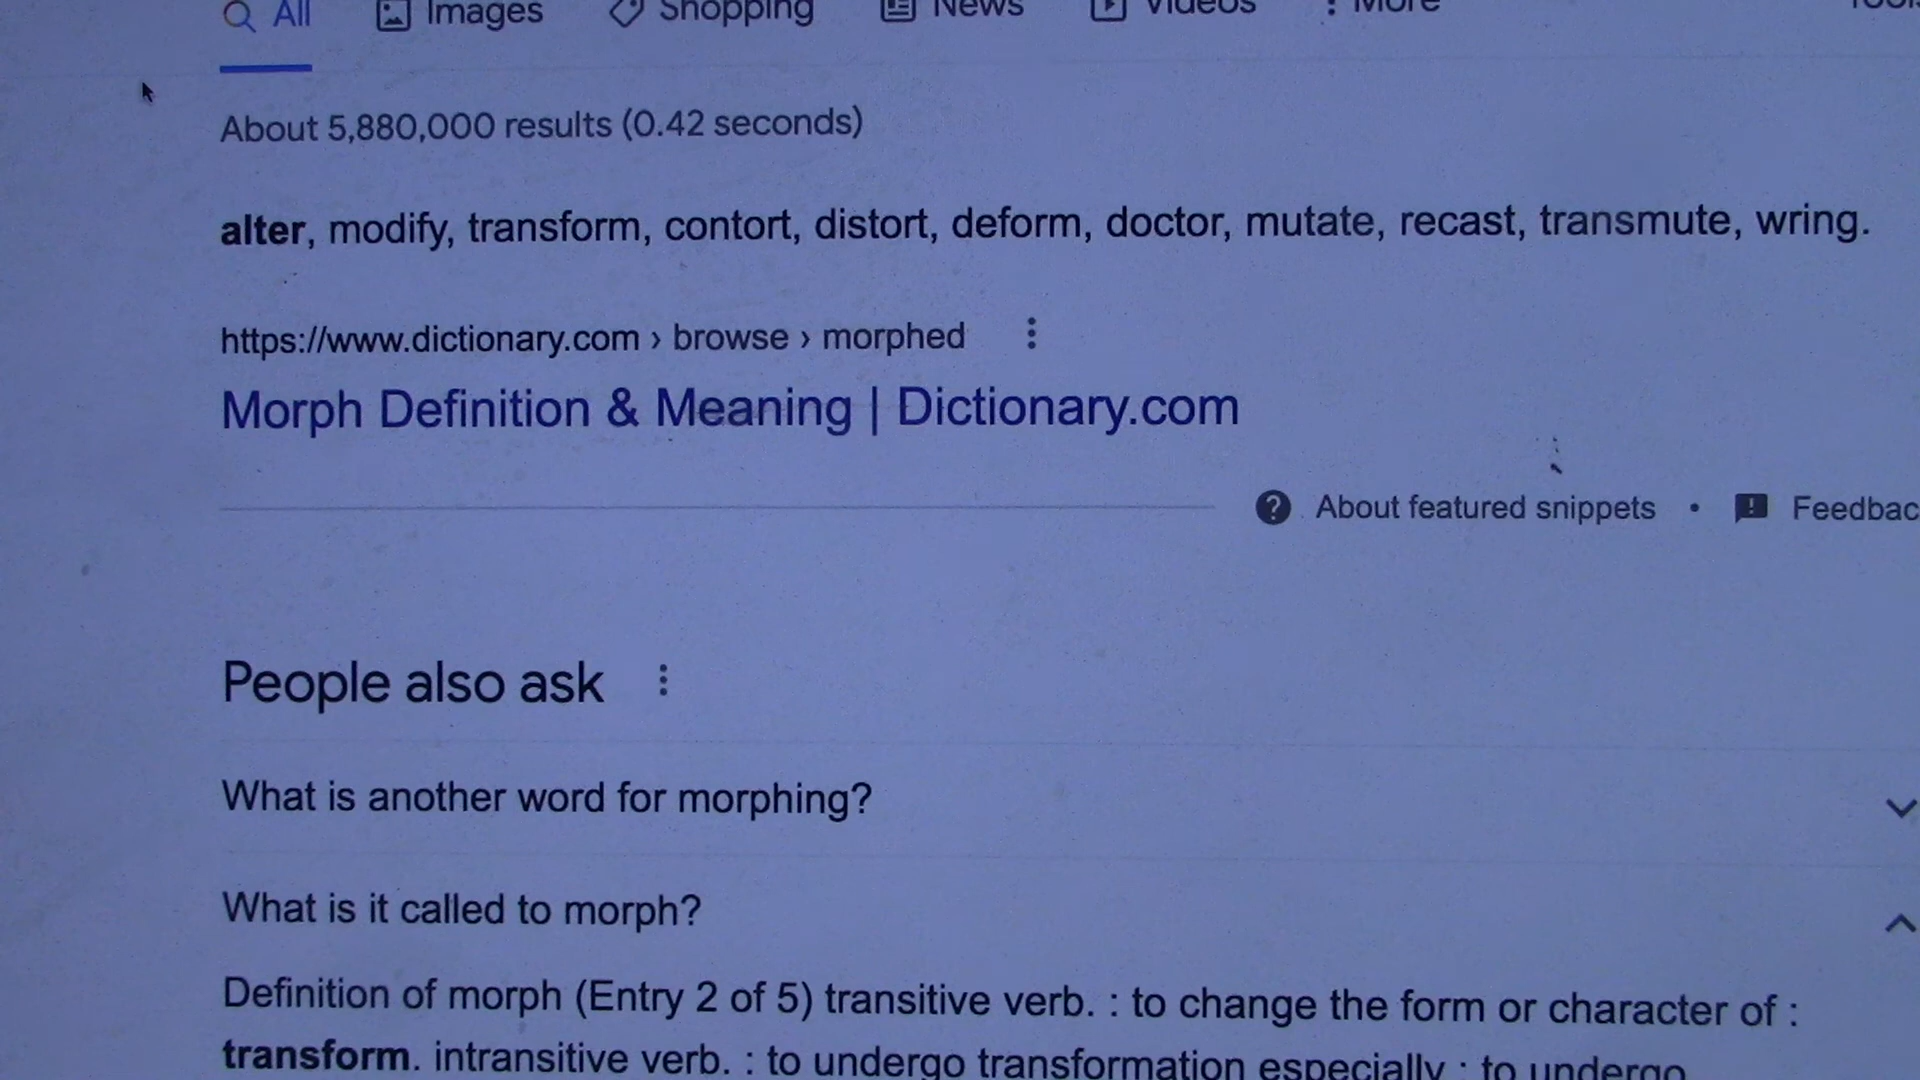 All Images Shopping News Videos More
About 5,880,000 results (0.42 seconds)
alter, modify, transform, contort, distort, deform, doctor, mutate, recast, transmute, wring.
https://www.dictionary.com › browse › morphed
Morph Definition & Meaning | Dictionary.com
About featured snippets • Feedbac
People also ask
What is another word for morphing?
What is it called to morph?
Definition of morph (Entry 2 of 5) transitive verb. : to change the form or character of :
transform. intransitive verb. : to undergo transformation especially : to undergo